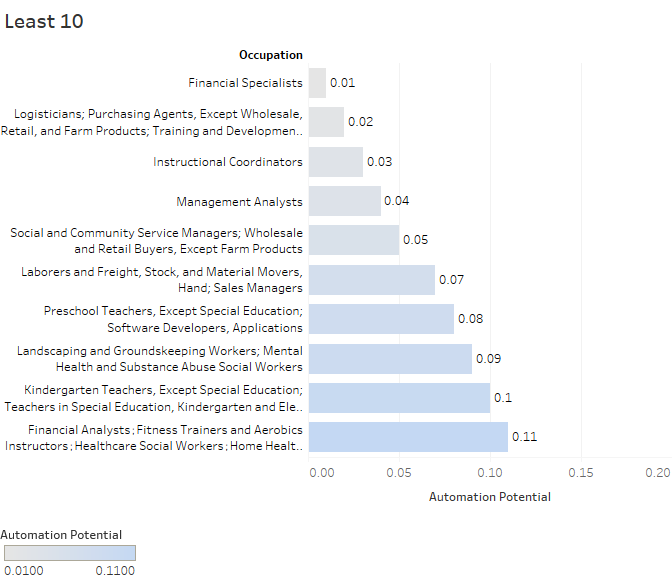 Least 10
Occupation
Financial Specialists
0.01
Logisticians; Purchasing Agents, Except Wholesale,
Retail, and Farm Products; Training and Developmen..
0.02
Instructional Coordinators
0.03
Management Analysts
0.04
Social and Community Service Managers; Wholesale
and Retail Buyers, Except Farm Products
0.05
Laborers and Freight, Stock, and Material Movers,
Hand; Sales Managers
0.07
Preschool Teachers, Except Special Education;
Software Developers, Applications
0.08
Landscaping and Groundskeeping Workers; Mental
Health and Substance Abuse Social Workers
0.09
Kindergarten Teachers, Except Special Education;
Teachers in Special Education, Kindergarten and Ele..
0.1
Financial Analysts; Fitness Trainers and Aerobics
Instructors; Healthcare Social Workers; Home Healt..
0.11
0.00 0.05 0.10 0.15 0.20
Automation Potential
Automation Potential
0.0100 0.1100